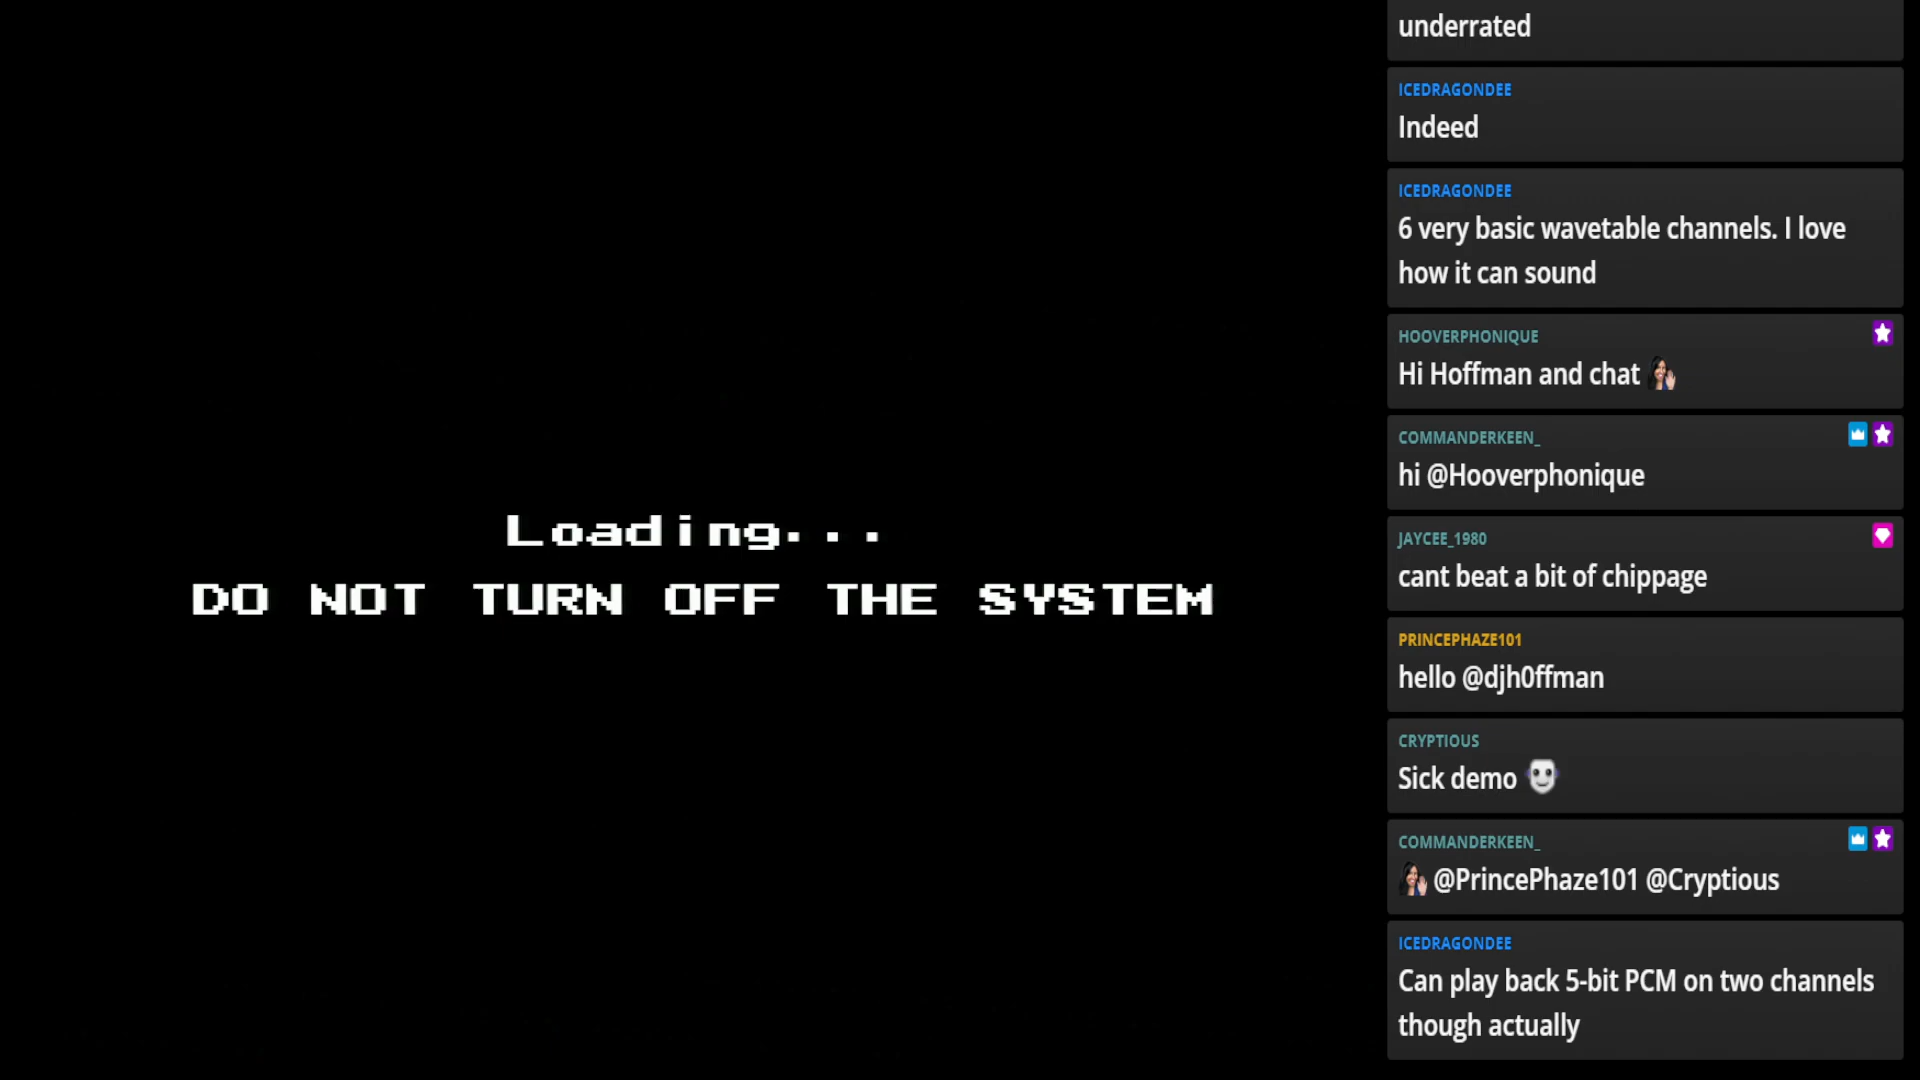 Loading...
DO NOT TURN OFF THE SYSTEM
underrated
ICEDRAGONDEE
Indeed
ICEDRAGONDEE
6 very basic wavetable channels. I love
how it can sound
HOOVERPHONIQUE
Hi Hoffman and chat
COMMANDERKEEN_
hi @Hooverphonique
JAYCEE_1980
cant beat a bit of chippage
PRINCEPHAZE101
hello @djh0ffman
CRYPTIOUS
Sick demo
COMMANDERKEEN_
@PrincePhaze101 @Cryptious
ICEDRAGONDEE
Can play back 5-bit PCM on two channels
though actually